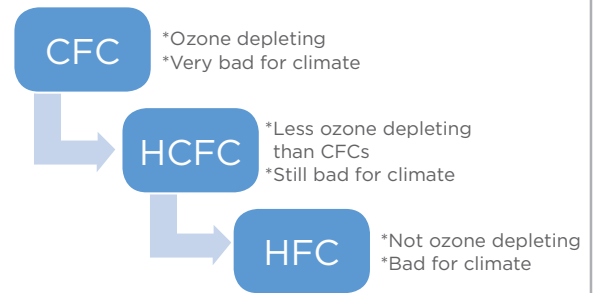 CFC
*Ozone depleting
*Very bad for climate
HCFC
*Less ozone depleting
than CFCs
*Still bad for climate
HFC
*Not ozone depleting
*Bad for climate